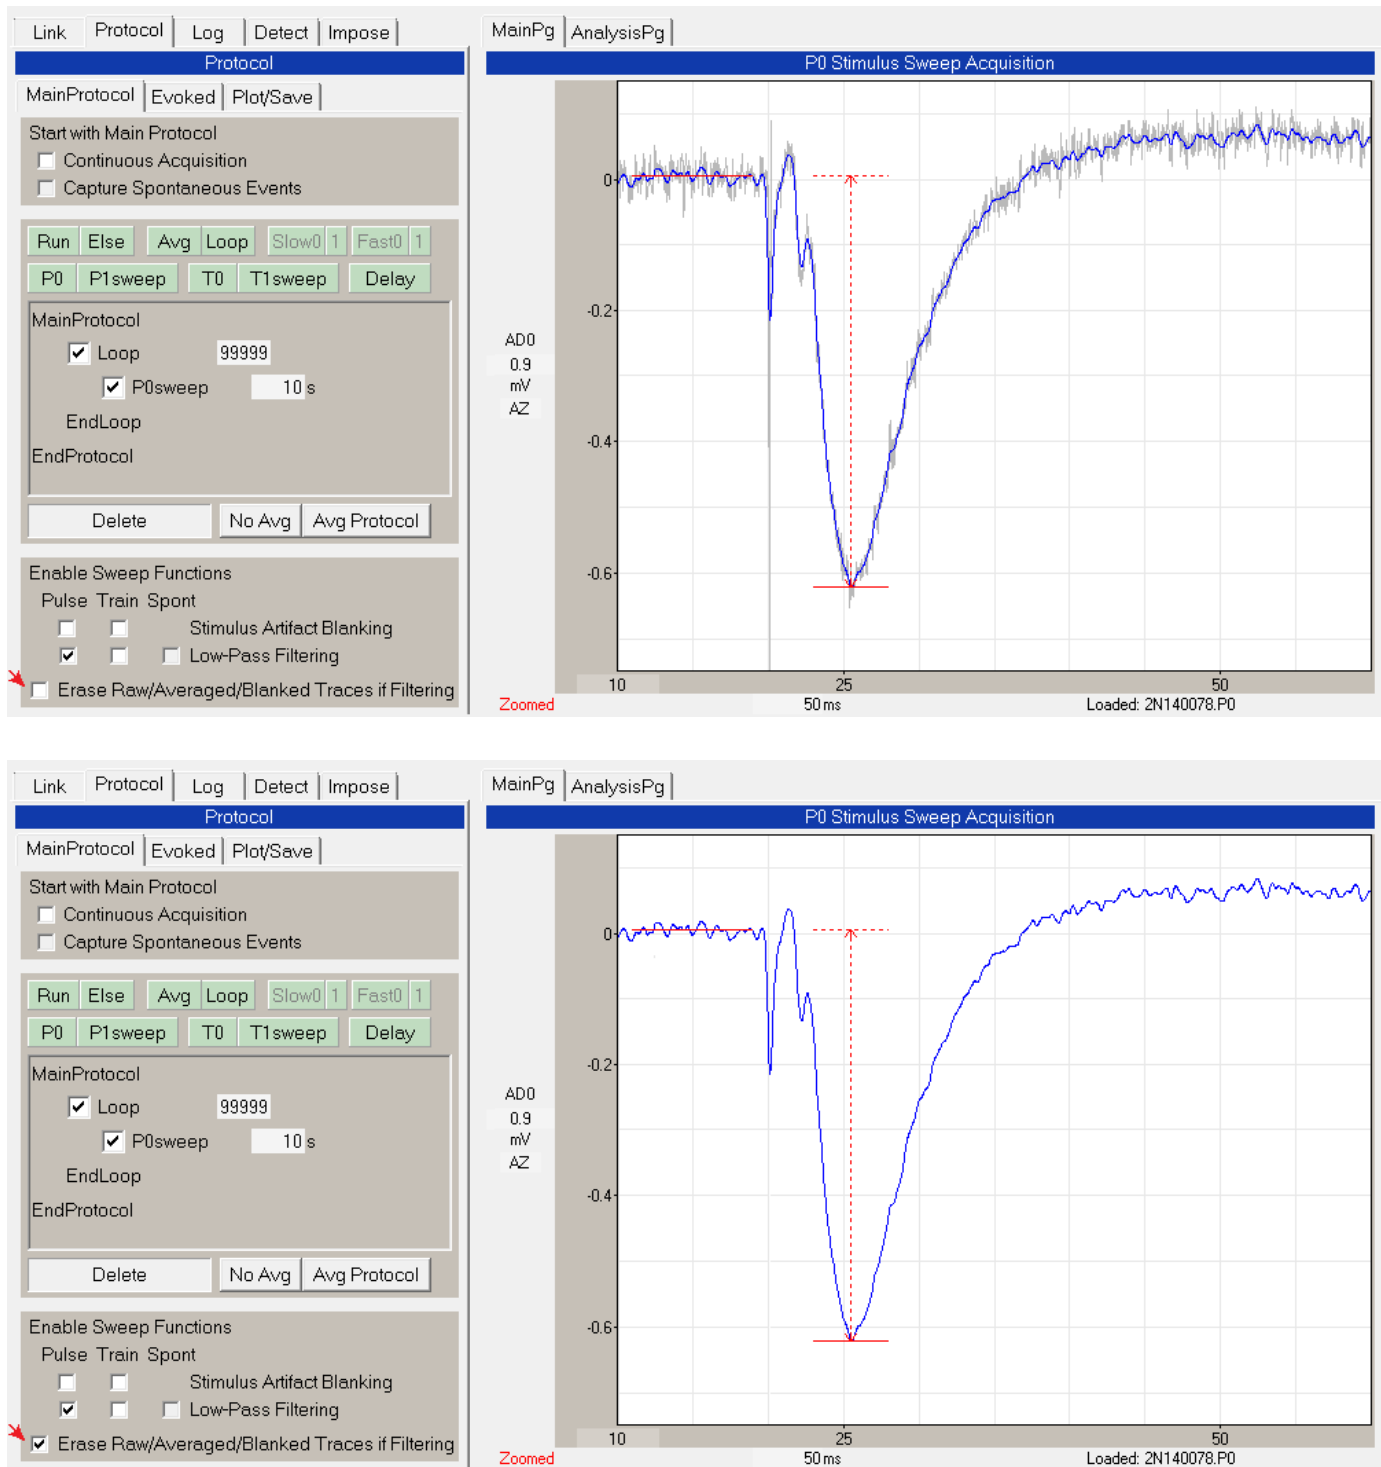 Link Protocol Log Detect Impose
Protocol
MainProtocol Evoked Plot/Save
Start with Main Protocol
Continuous Acquisition
Capture Spontaneous Events
Run Else Avg Loop Slow0 1 Fast0 1
P0 P1sweep T0 T1sweep Delay
MainProtocol
Loop 99999
P0sweep 10 s
EndLoop
EndProtocol
Delete No Avg Avg Protocol
Enable Sweep Functions
Pulse Train Spont
Stimulus Artifact Blanking
Low-Pass Filtering
Erase Raw/Averaged/Blanked Traces if Filtering
MainPg AnalysisPg
P0 Stimulus Sweep Acquisition
0
-0.2
AD0
0.9
mV
AZ
-0.4
-0.6
10 25 50
Zoomed 50 ms Loaded: 2N140078.P0
Link Protocol Log Detect Impose
Protocol
MainProtocol Evoked Plot/Save
Start with Main Protocol
Continuous Acquisition
Capture Spontaneous Events
Run Else Avg Loop Slow0 1 Fast0 1
P0 P1sweep T0 T1sweep Delay
MainProtocol
Loop 99999
P0sweep 10 s
EndLoop
EndProtocol
Delete No Avg Avg Protocol
Enable Sweep Functions
Pulse Train Spont
Stimulus Artifact Blanking
Low-Pass Filtering
Erase Raw/Averaged/Blanked Traces if Filtering
MainPg AnalysisPg
P0 Stimulus Sweep Acquisition
0
-0.2
AD0
0.9
mV
AZ
-0.4
-0.6
10 25 50
Zoomed 50 ms Loaded: 2N140078.P0